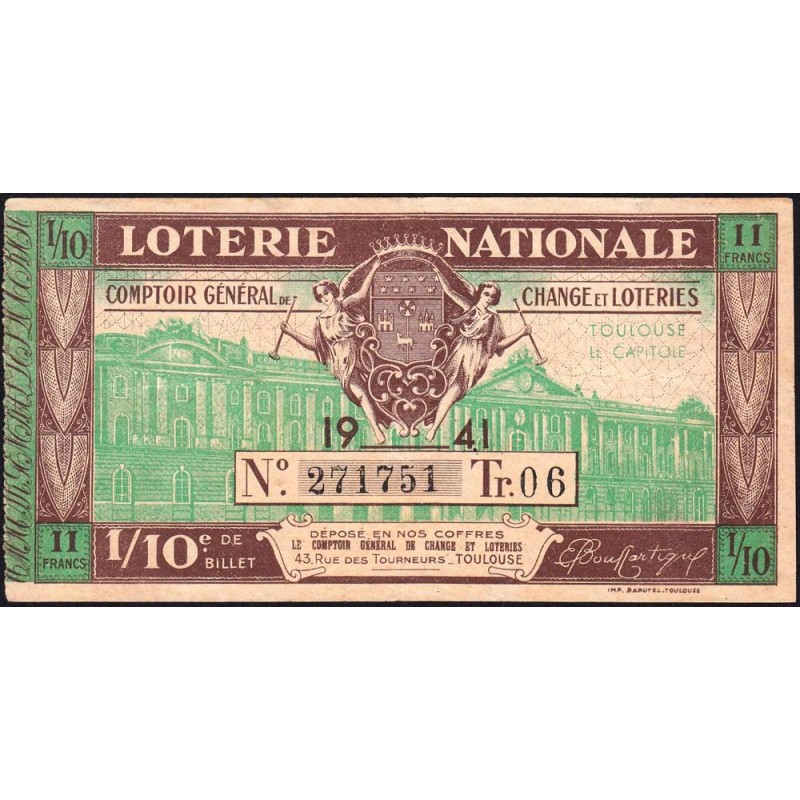 1/10
LOTERIE NATIONALE
11 FRANCS
COMPTOIR GÉNÉRAL DE CHANGE ET LOTERIES
TOULOUSE
LE CAPITOLE
19 41
N° 271751 Tr. 06
11 FRANCS
1/10e DE BILLET
DÉPOSÉ EN NOS COFFRES
LE COMPTOIR GÉNÉRAL DE CHANGE ET LOTERIES
43, RUE DES TOURNEURS _ TOULOUSE
1/10
IMP. BARUTEL. TOULOUSE